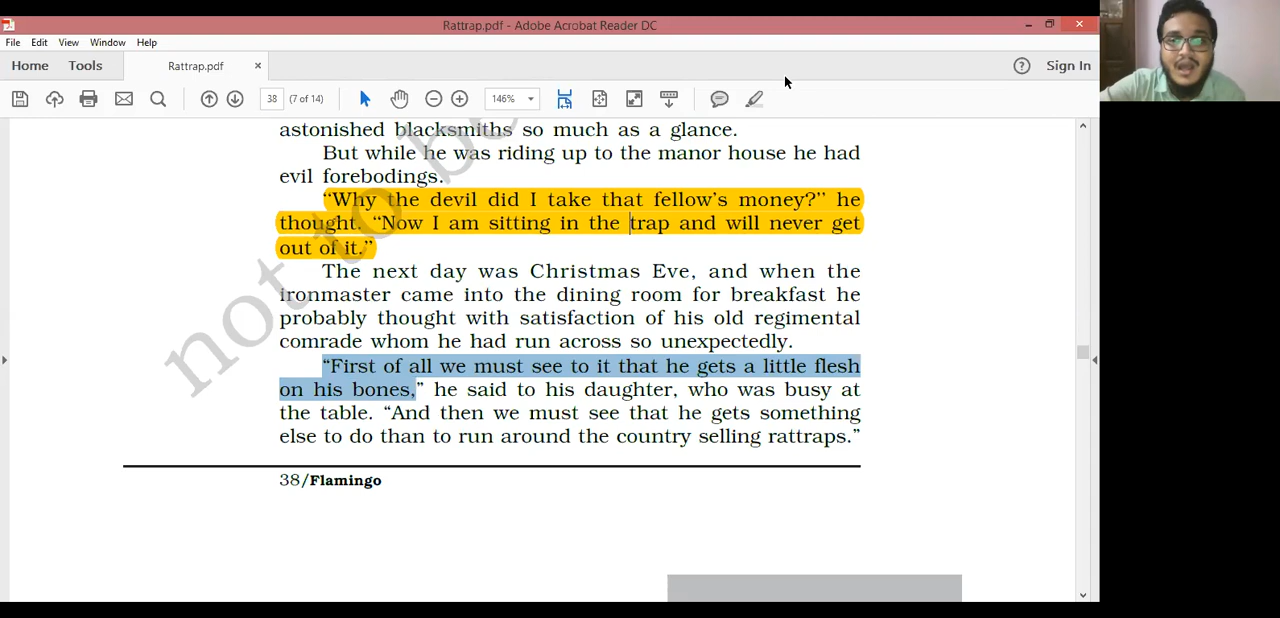 Rattrap.pdf - Adobe Acrobat Reader DC
File Edit View Window Help
Home Tools Rattrap.pdf × Sign In
38 (7 of 14) 146%
astonished blacksmiths so much as a glance.
But while he was riding up to the manor house he had
evil forebodings.
“Why the devil did I take that fellow’s money?’’ he
thought. “Now I am sitting in the trap and will never get
out of it.”
The next day was Christmas Eve, and when the
ironmaster came into the dining room for breakfast he
probably thought with satisfaction of his old regimental
comrade whom he had run across so unexpectedly.
“First of all we must see to it that he gets a little flesh
on his bones,” he said to his daughter, who was busy at
the table. “And then we must see that he gets something
else to do than to run around the country selling rattraps.”
38/Flamingo
not to be